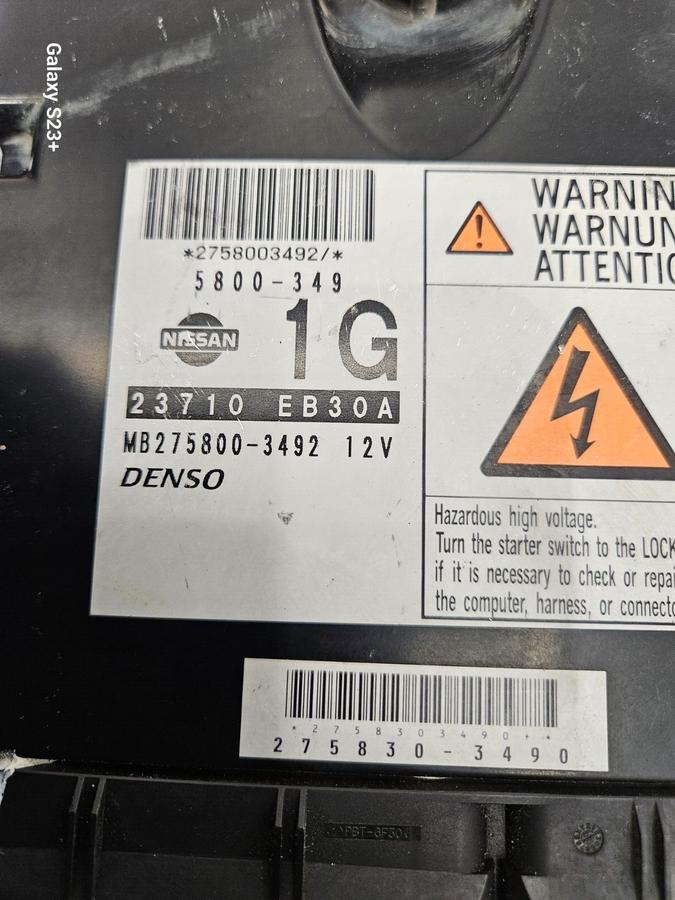 Galaxy S23+
*2758003492/*
5800-349
NISSAN
1G
23710 EB30A
MB275800-3492 12V
DENSO
WARNIN
WARNUN
ATTENTIO
Hazardous high voltage.
Turn the starter switch to the LOCK
if it is necessary to check or repai
the computer, harness, or connecto
*2758303490**
275830-3490